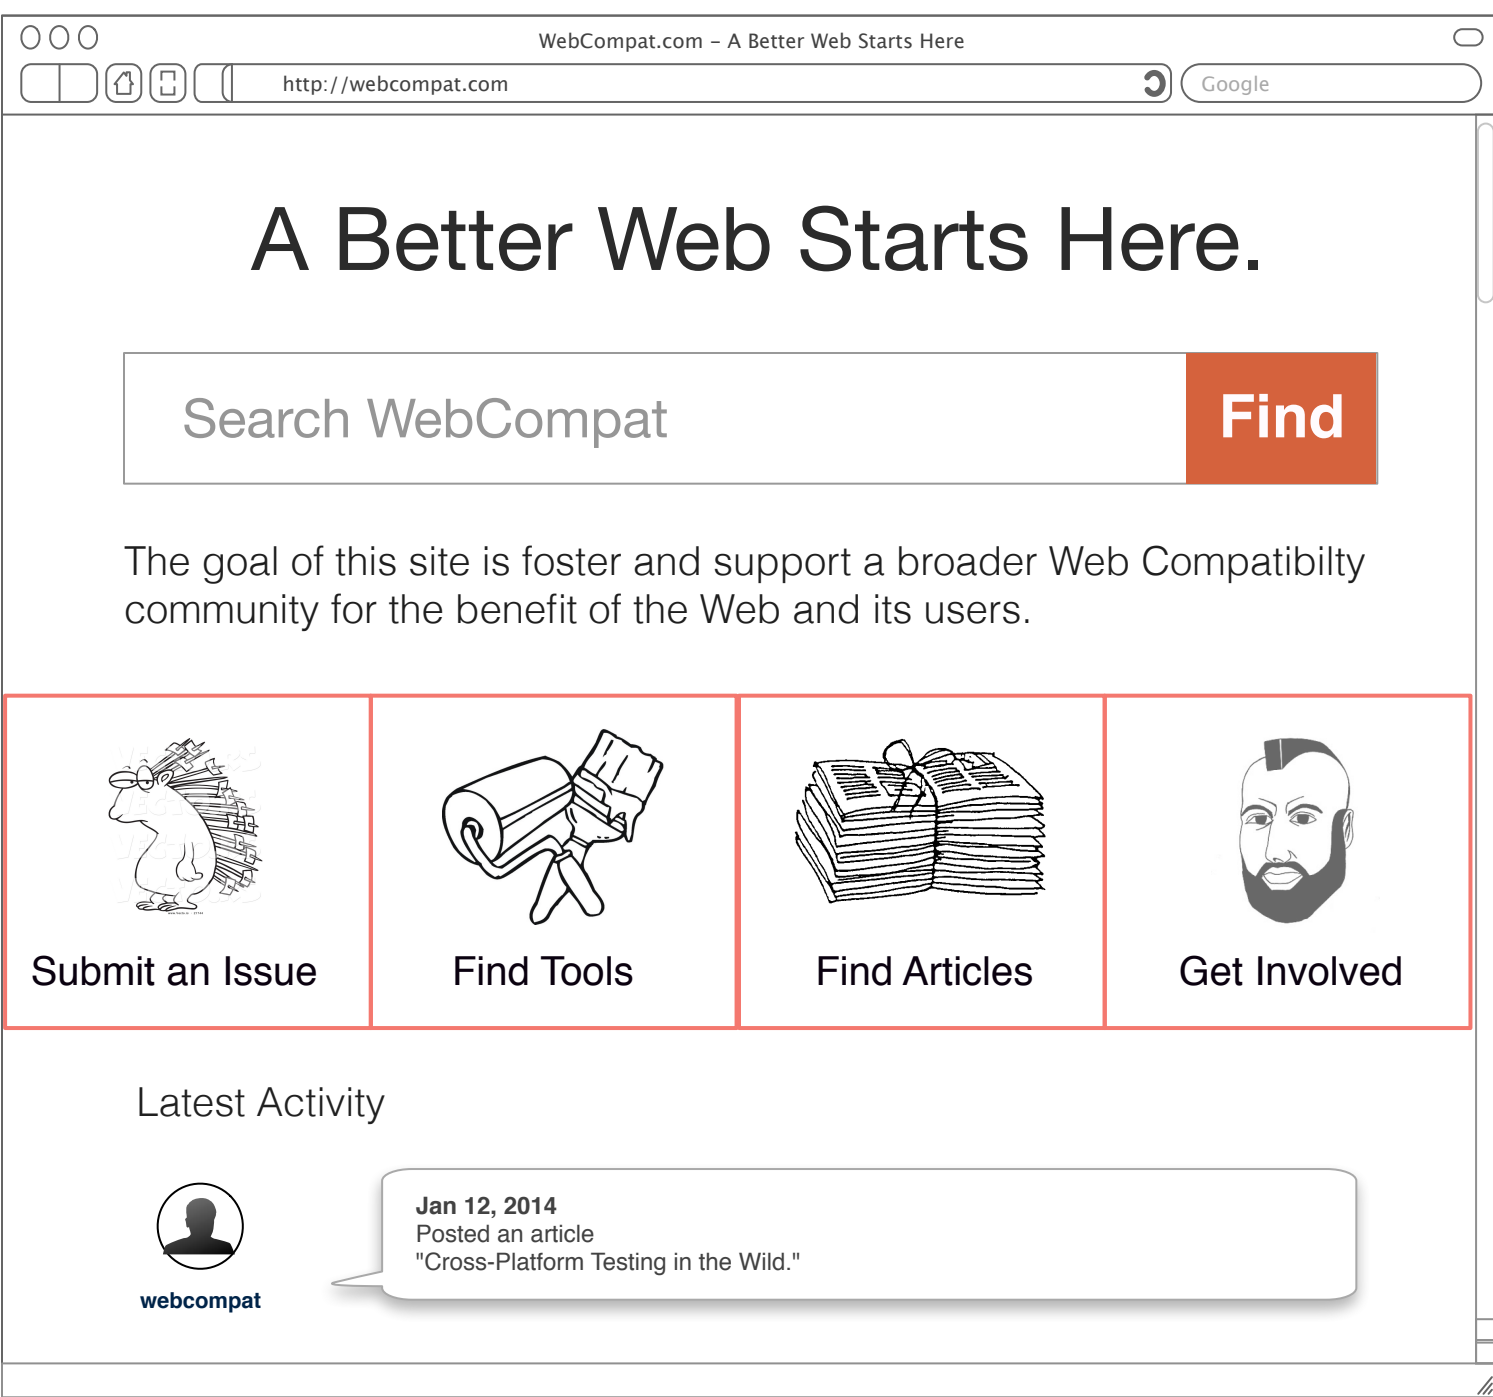 WebCompat.com – A Better Web Starts Here
http://webcompat.com
Google
A Better Web Starts Here.
Search WebCompat
Find
The goal of this site is foster and support a broader Web Compatibilty
community for the benefit of the Web and its users.
Submit an Issue
Find Tools
Find Articles
Get Involved
Latest Activity
Jan 12, 2014
Posted an article
"Cross-Platform Testing in the Wild."
webcompat